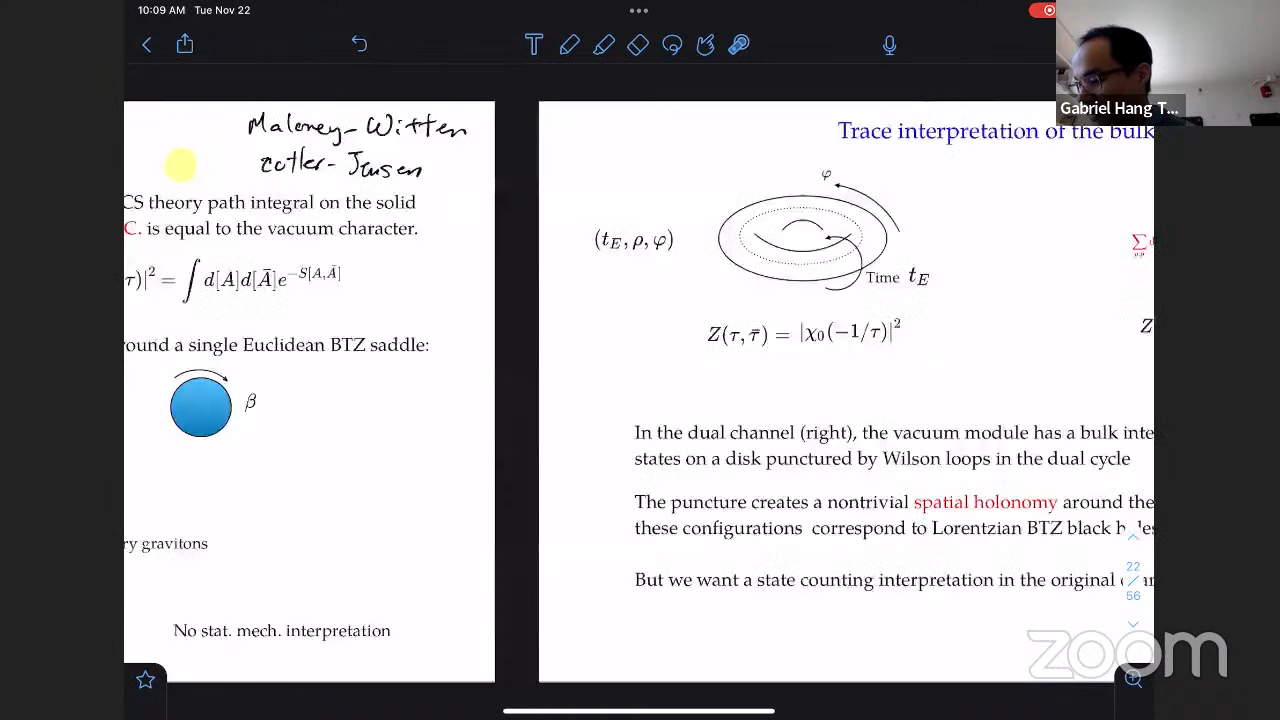 10:09 AM Tue Nov 22
Gabriel Hang T...
Maloney-Witten
Cotler-Jensen
CS theory path integral on the solid
C. is equal to the vacuum character.
τ)|² = ∫ d[A]d[Ā]e^{-S[A,Ā]}
ound a single Euclidean BTZ saddle:
β
ry gravitons
No stat. mech. interpretation
Trace interpretation of the bulk
φ
(t_E, ρ, φ)
Time t_E
Z(τ, τ̄) = |χ₀(-1/τ)|²
Z
In the dual channel (right), the vacuum module has a bulk inte
states on a disk punctured by Wilson loops in the dual cycle
The puncture creates a nontrivial spatial holonomy around the
these configurations correspond to Lorentzian BTZ black holes
But we want a state counting interpretation in the original
22
/
56
zoom